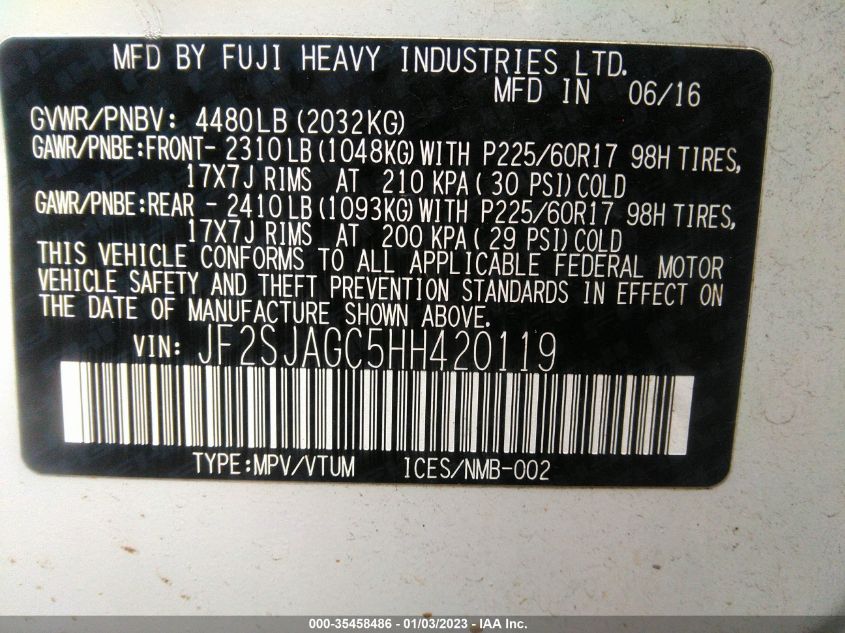 MFD BY FUJI HEAVY INDUSTRIES LTD.
MFD IN 06/16
GVWR/PNBV: 4480LB (2032KG)
GAWR/PNBE:FRONT- 2310LB (1048KG) WITH P225/60R17 98H TIRES,
17X7J RIMS AT 210 KPA( 30 PSI)COLD
GAWR/PNBE:REAR - 2410LB (1093KG) WITH P225/60R17 98H TIRES,
17X7J RIMS AT 200 KPA( 29 PSI)COLD
THIS VEHICLE CONFORMS TO ALL APPLICABLE FEDERAL MOTOR
VEHICLE SAFETY AND THEFT PREVENTION STANDARDS IN EFFECT ON
THE DATE OF MANUFACTURE SHOWN ABOVE.
VIN: JF2SJAGC5HH420119
TYPE:MPV/VTUM ICES/NMB-002
000-35458486 - 01/03/2023 - IAA Inc.